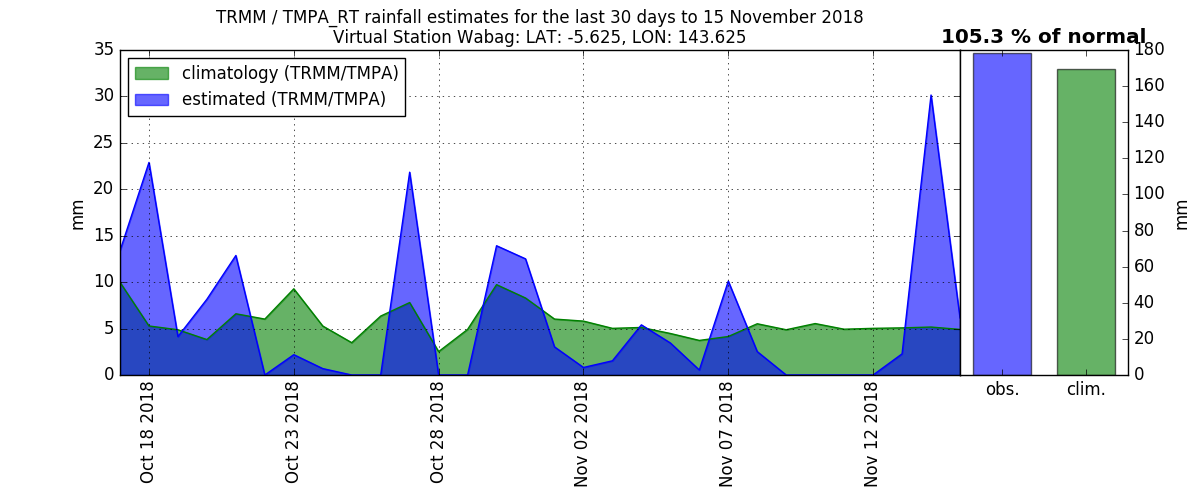 TRMM / TMPA_RT rainfall estimates for the last 30 days to 15 November 2018
Virtual Station Wabag: LAT: -5.625, LON: 143.625
105.3 % of normal
climatology (TRMM/TMPA)
estimated (TRMM/TMPA)
mm
35
30
25
20
15
10
5
0
Oct 18 2018
Oct 23 2018
Oct 28 2018
Nov 02 2018
Nov 07 2018
Nov 12 2018
180
160
140
120
100
80
60
40
20
0
mm
obs.
clim.